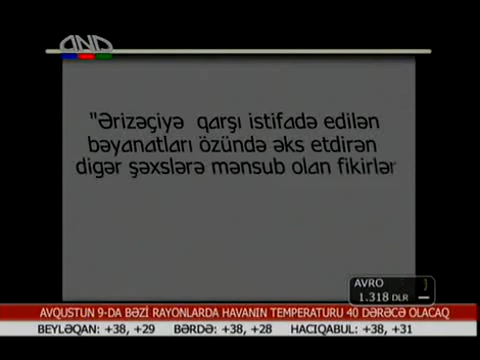 ANS
"Ərizəçiyə qarşı istifadə edilən
bəyanatları özündə əks etdirən
digər şəxslərə mənsub olan fikirlər
AVRO
1.318 DLR
AVQUSTUN 9-DA BƏZİ RAYONLARDA HAVANIN TEMPERATURU 40 DƏRƏCƏ OLACAQ
BEYLƏQAN: +38, +29 BƏRDƏ: +38, +28 HACIQABUL: +38, +31